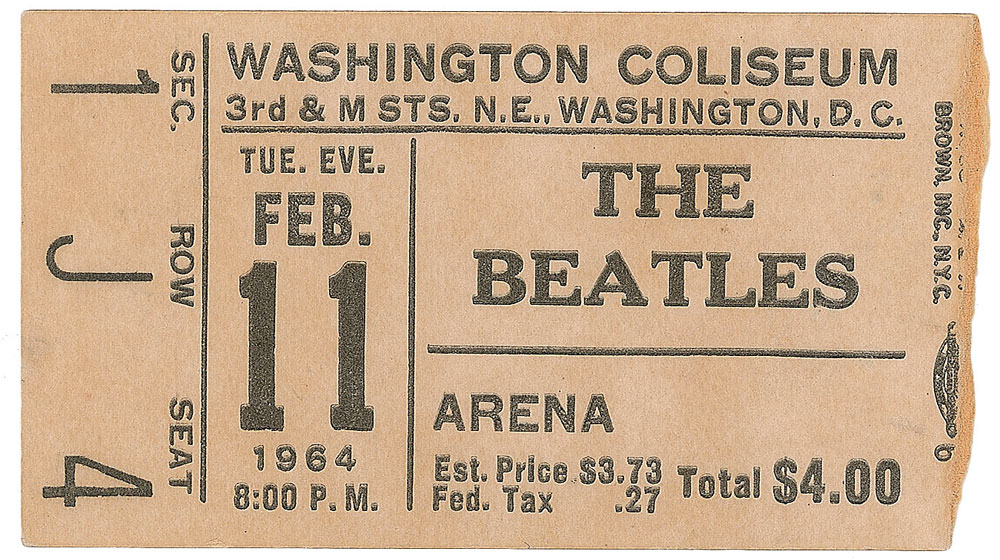 SEC. 1
ROW J
SEAT 4
WASHINGTON COLISEUM
3rd & M STS. N.E., WASHINGTON, D. C.
TUE. EVE.
FEB.
11
1964
8:00 P. M.
THE
BEATLES
ARENA
Est. Price $3.73
Fed. Tax .27
Total $4.00
BROWN, INC., N.Y.C.
6